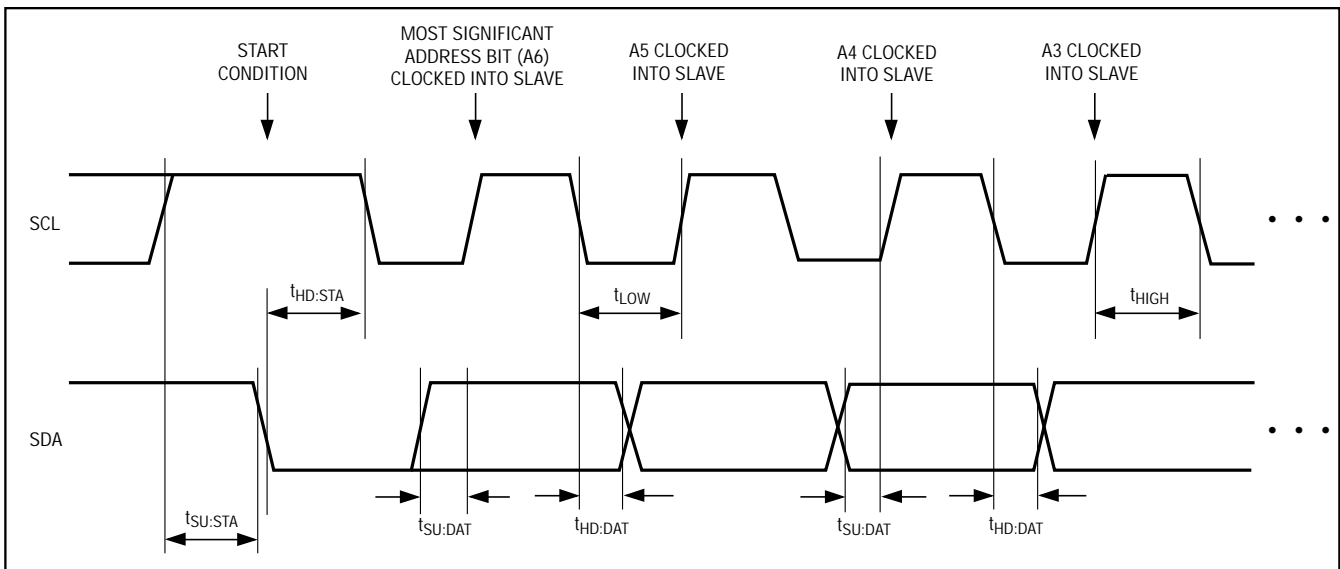 START
CONDITION
MOST SIGNIFICANT
ADDRESS BIT (A6)
CLOCKED INTO SLAVE
A5 CLOCKED
INTO SLAVE
A4 CLOCKED
INTO SLAVE
A3 CLOCKED
INTO SLAVE
SCL
tHD:STA
tLOW
tHIGH
SDA
tSU:STA
tSU:DAT
tHD:DAT
tSU:DAT
tHD:DAT